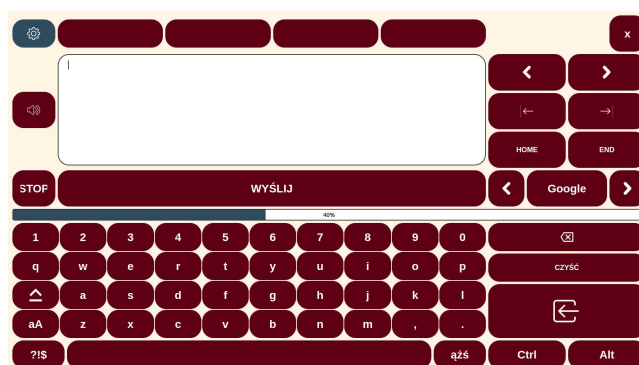 x
HOME END
STOP WYŚLIJ Google
40%
1 2 3 4 5 6 7 8 9 0
q w e r t y u i o p CZYŚĆ
a s d f g h j k l
aA z x c v b n m , .
?!$ ążś Ctrl Alt